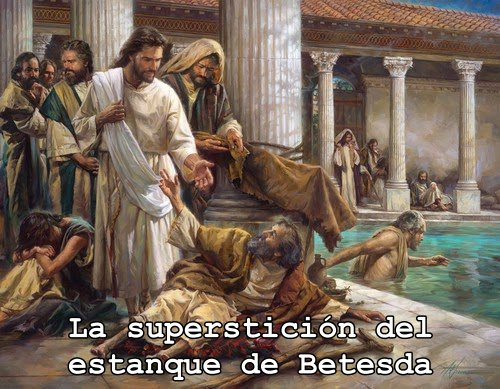 La superstición del
estanque de Betesda